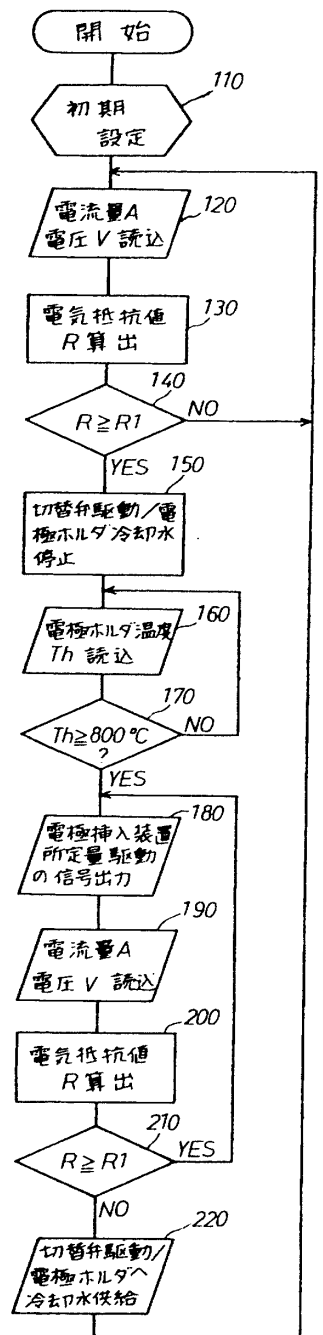 開始
110
初期
設定
電流量A
電圧V読込
120
電気抵抗値
R算出
130
140
R≧R1
NO
YES
150
切替弁駆動/電
極ホルダ冷却水
停止
160
電極ホルダ温度
Th読込
170
Th≧800℃
?
NO
YES
180
電極挿入装置
所定量駆動
の信号出力
190
電流量A
電圧V読込
200
電気抵抗値
R算出
210
R≧R1
YES
NO
220
切替弁駆動/
電極ホルダへ
冷却水供給